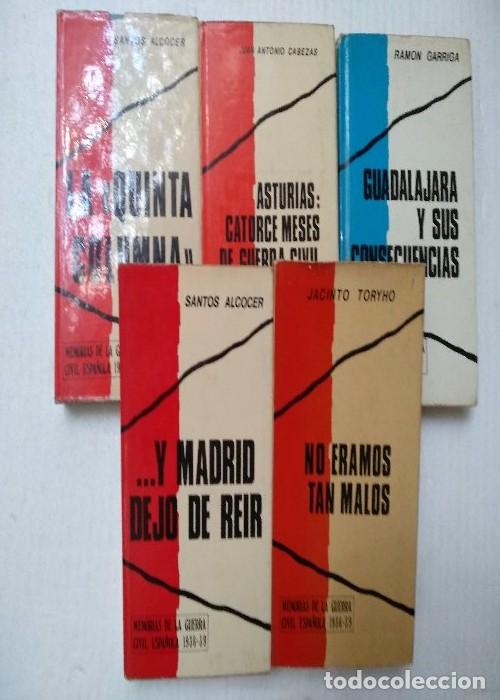 SANTOS ALCOCER
LA «QUINTA
COLUMNA»
MEMORIAS DE LA G
CIVIL ESPAÑOLA 19
JUAN ANTONIO CABEZAS
ASTURIAS:
CATORCE MESES
DE GUERRA CIVIL
RAMON GARRIGA
GUADALAJARA
Y SUS
CONSECUENCIAS
SANTOS ALCOCER
...Y MADRID
DEJO DE REIR
MEMORIAS DE LA GUERRA
CIVIL ESPAÑOLA 1936-39
JACINTO TORYHO
NO ERAMOS
TAN MALOS
MEMORIAS DE LA GUERRA
CIVIL ESPAÑOLA 1936-39
todocoleccion.net